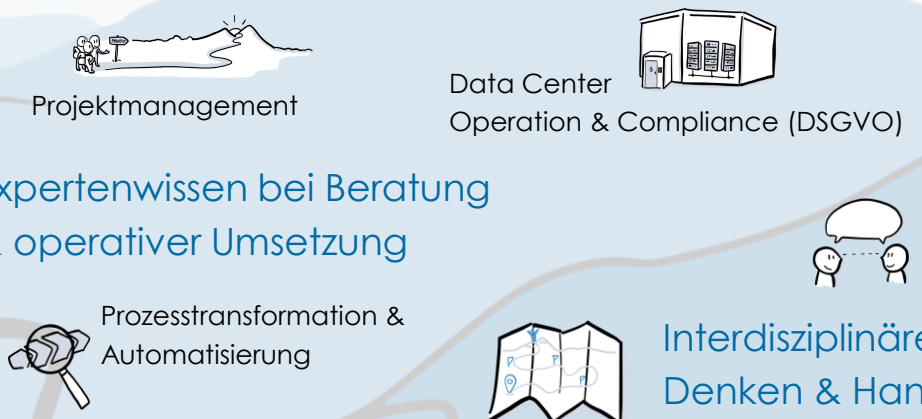 Projektmanagement
Data Center
Operation & Compliance (DSGVO)
xpertenwissen bei Beratung
operativer Umsetzung
Prozesstransformation &
Automatisierung
Interdisziplinäre
Denken & Han